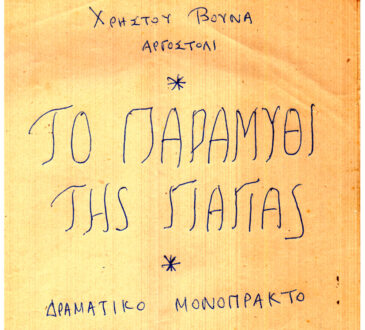 ΧΡΗΣΤΟΥ ΒΟΥΝΑ
ΑΡΓΟΣΤΟΛΙ
*
ΤΟ ΠΑΡΑΜΥΘΙ
ΤΗΣ ΓΙΑΓΙΑΣ
*
ΔΡΑΜΑΤΙΚΟ ΜΟΝΟΠΡΑΚΤΟ